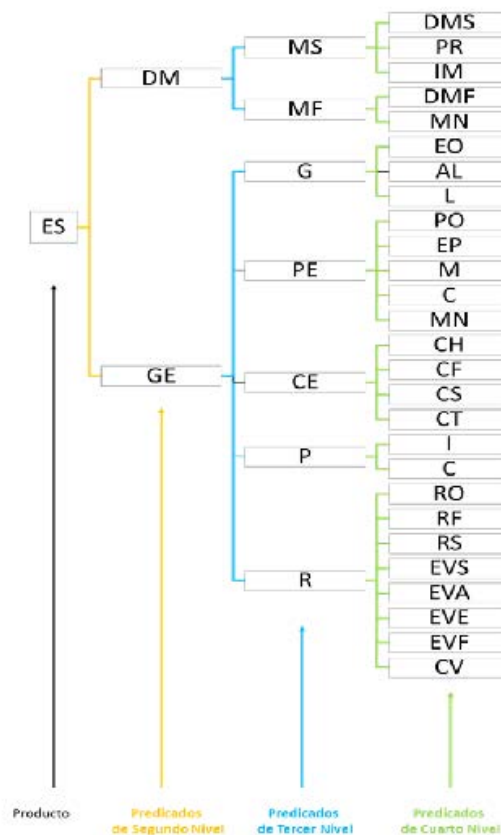 DMS
MS
PR
IM
DM
DMF
MF
MN
EO
G
AL
L
ES
PO
EP
PE
M
C
MN
CH
GE
CE
CF
CS
CT
P
I
C
RO
RF
RS
R
EVS
EVA
EVE
EVF
CV
Producto
Predicados
de Segundo Nivel
Predicados
de Tercer Nivel
Predicados
de Cuarto Nivel